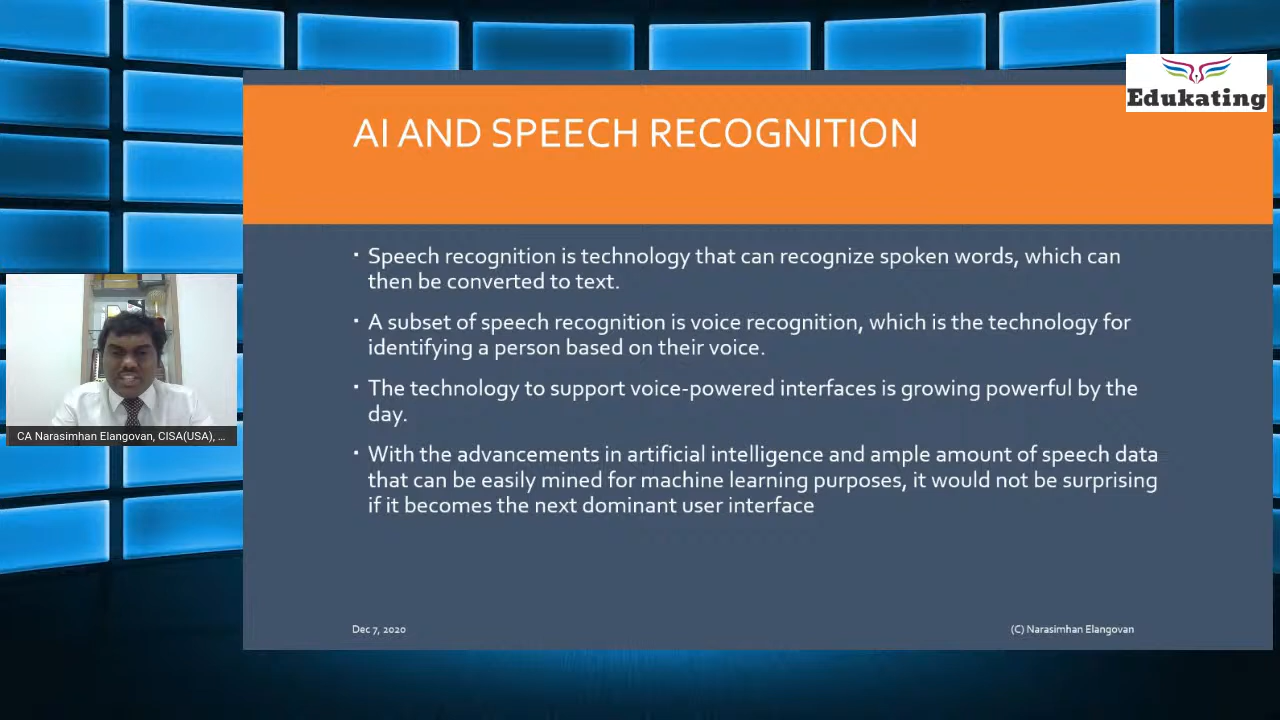 Edukating
AI AND SPEECH RECOGNITION
▪ Speech recognition is technology that can recognize spoken words, which can
then be converted to text.
▪ A subset of speech recognition is voice recognition, which is the technology for
identifying a person based on their voice.
▪ The technology to support voice-powered interfaces is growing powerful by the
day.
▪ With the advancements in artificial intelligence and ample amount of speech data
that can be easily mined for machine learning purposes, it would not be surprising
if it becomes the next dominant user interface
CA Narasimhan Elangovan, CISA(USA), ...
Dec 7, 2020
(C) Narasimhan Elangovan